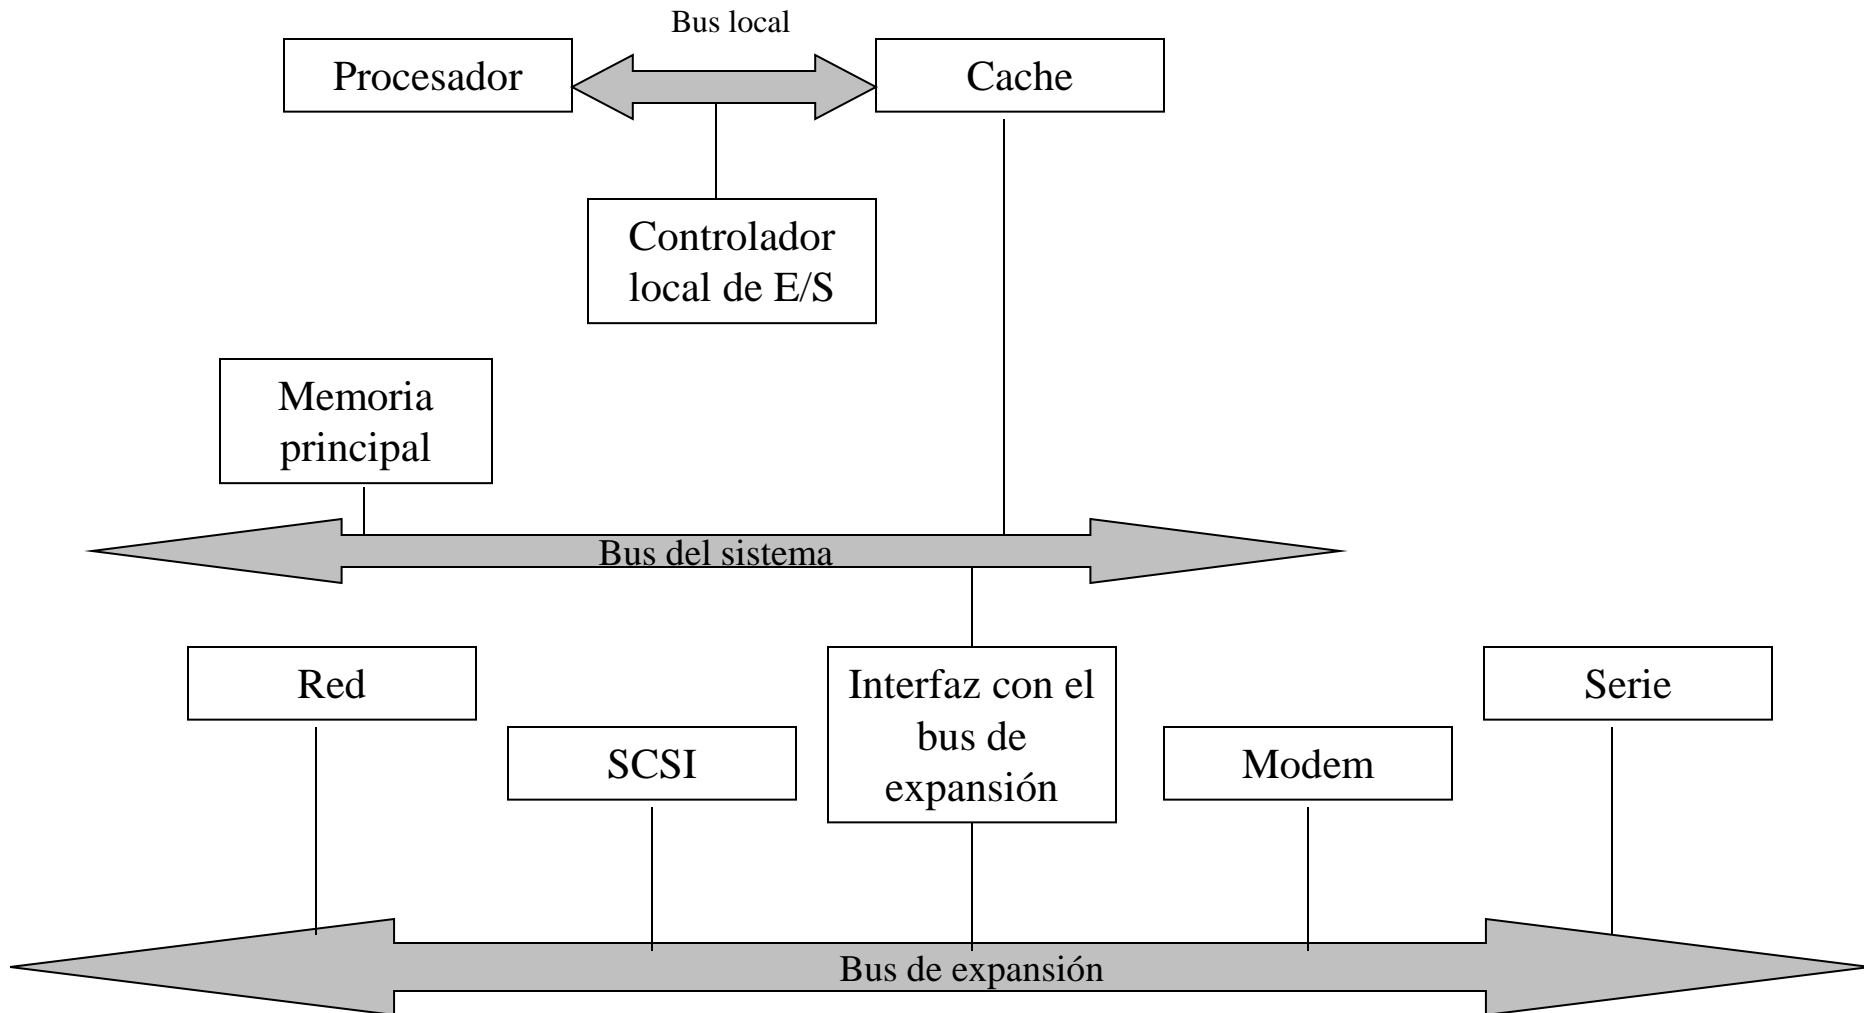 Bus local
Procesador
Cache
Controlador
local de E/S
Memoria
principal
Bus del sistema
Red
Interfaz con el
bus de
expansión
Serie
SCSI
Modem
Bus de expansión